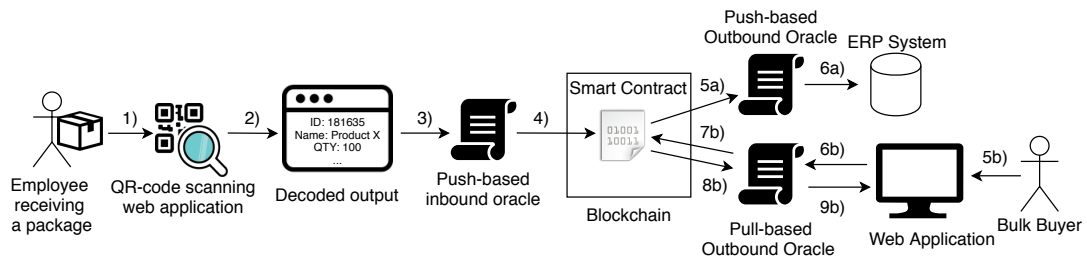 Employee
receiving
a package
1)
QR-code scanning
web application
2)
ID: 181635
Name: Product X
QTY: 100
...
Decoded output
3)
Push-based
inbound oracle
4)
Smart Contract
01001
10011
Blockchain
5a)
Push-based
Outbound Oracle
6a)
ERP System
7b)
8b)
Pull-based
Outbound Oracle
6b)
9b)
Web Application
5b)
Bulk Buyer